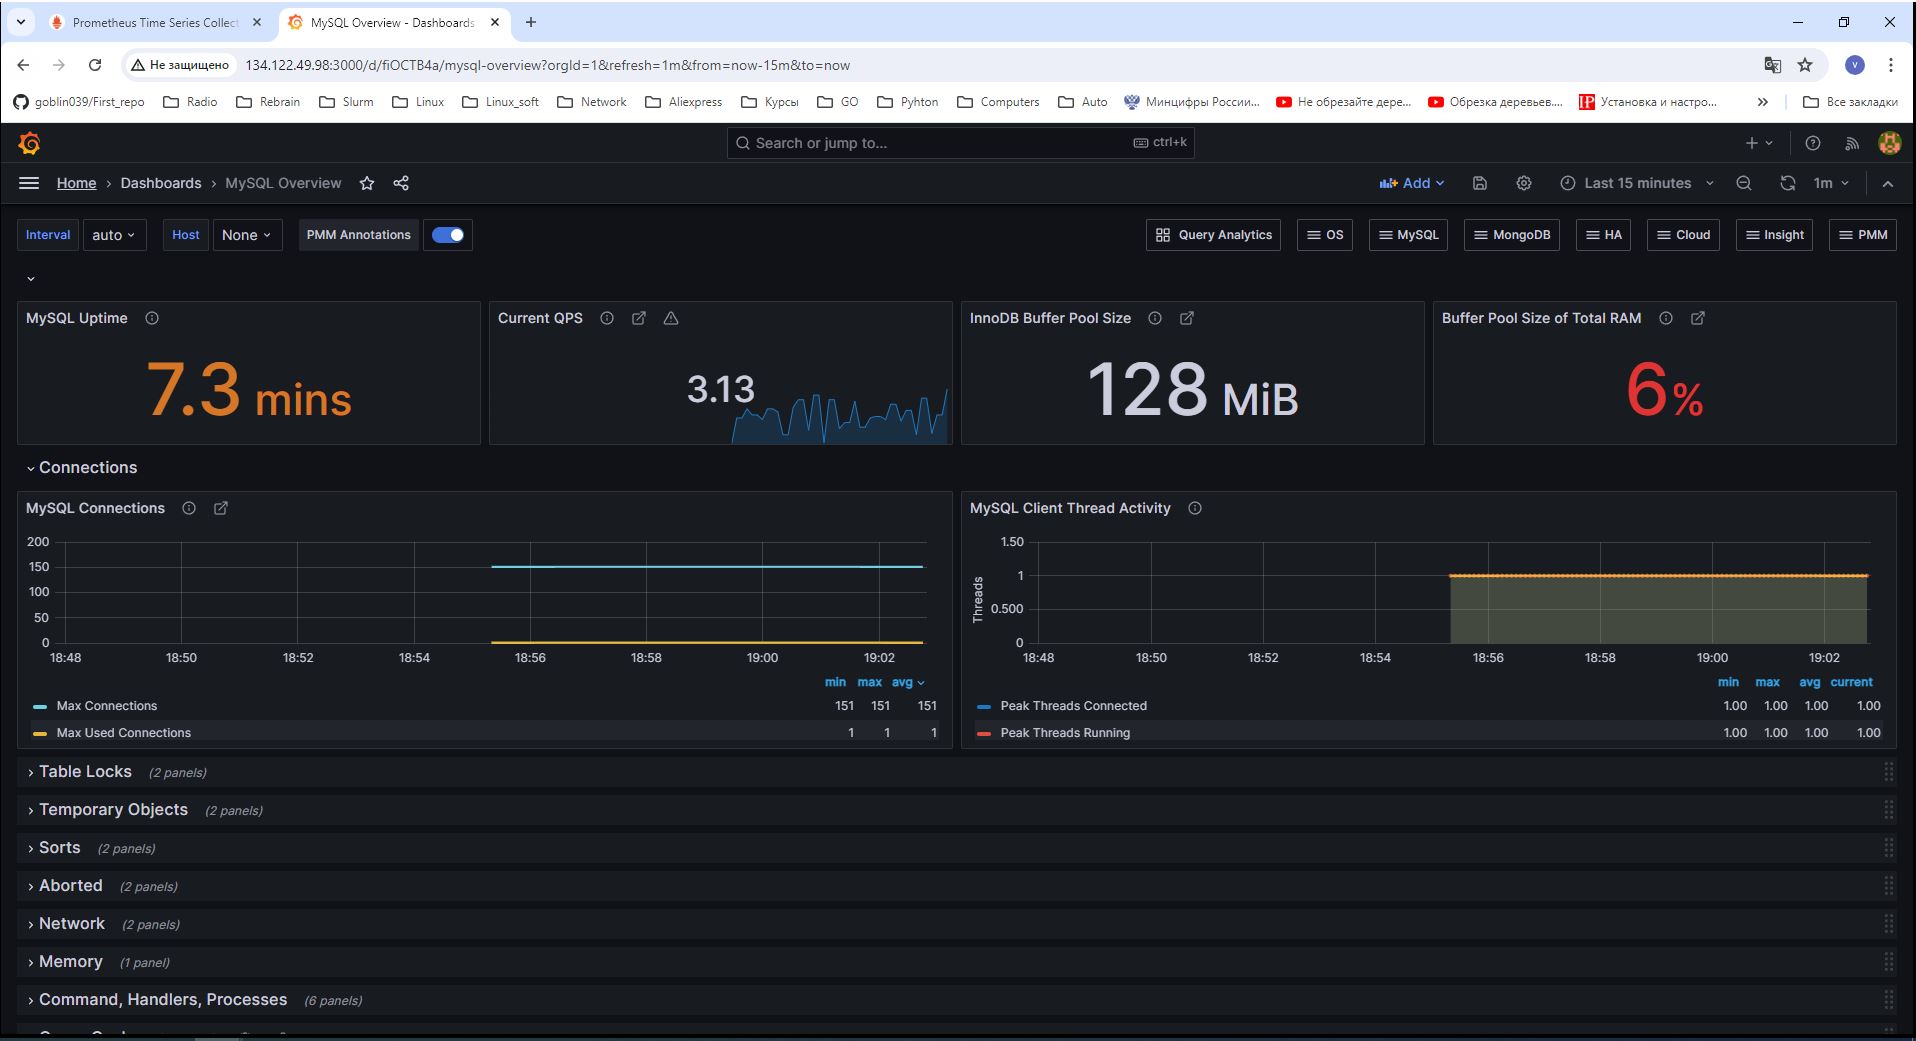 Prometheus Time Series Collect
MySQL Overview - Dashboards
Не защищено
134.122.49.98:3000/d/fiOCTB4a/mysql-overview?orgId=1&refresh=1m&from=now-15m&to=now
V
goblin039/First_repo Radio Rebrain Slurm Linux Linux_soft Network Aliexpress Курсы GO Pyhton Computers Auto Минцифры России... Не обрезайте дере... Обрезка деревьев.... Установка и настро... Все закладки
Search or jump to... ctrl+k
Home > Dashboards > MySQL Overview
Add
Last 15 minutes
1m
Interval auto Host None PMM Annotations
Query Analytics OS MySQL MongoDB HA Cloud Insight PMM
MySQL Uptime
7.3 mins
Current QPS
3.13
InnoDB Buffer Pool Size
128 MiB
Buffer Pool Size of Total RAM
6%
Connections
MySQL Connections
200
150
100
50
0
18:48 18:50 18:52 18:54 18:56 18:58 19:00 19:02
min max avg
Max Connections 151 151 151
Max Used Connections 1 1 1
MySQL Client Thread Activity
Threads
1.50
1
0.500
0
18:48 18:50 18:52 18:54 18:56 18:58 19:00 19:02
min max avg current
Peak Threads Connected 1.00 1.00 1.00 1.00
Peak Threads Running 1.00 1.00 1.00 1.00
Table Locks (2 panels)
Temporary Objects (2 panels)
Sorts (2 panels)
Aborted (2 panels)
Network (2 panels)
Memory (1 panel)
Command, Handlers, Processes (6 panels)